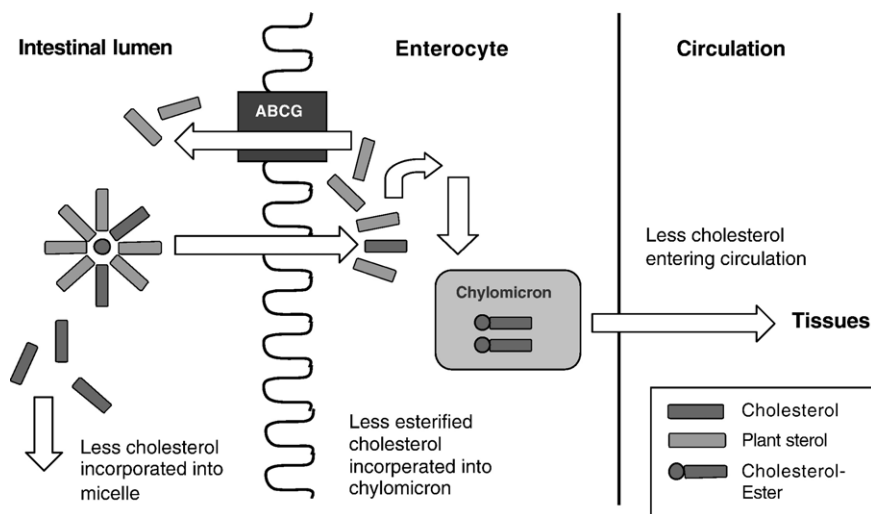 Intestinal lumen
Enterocyte
Circulation
ABCG
Less cholesterol
entering circulation
Chylomicron
Tissues
Less cholesterol
incorporated into
micelle
Less esterified
cholesterol
incorperated into
chylomicron
Cholesterol
Plant sterol
Cholesterol-
Ester